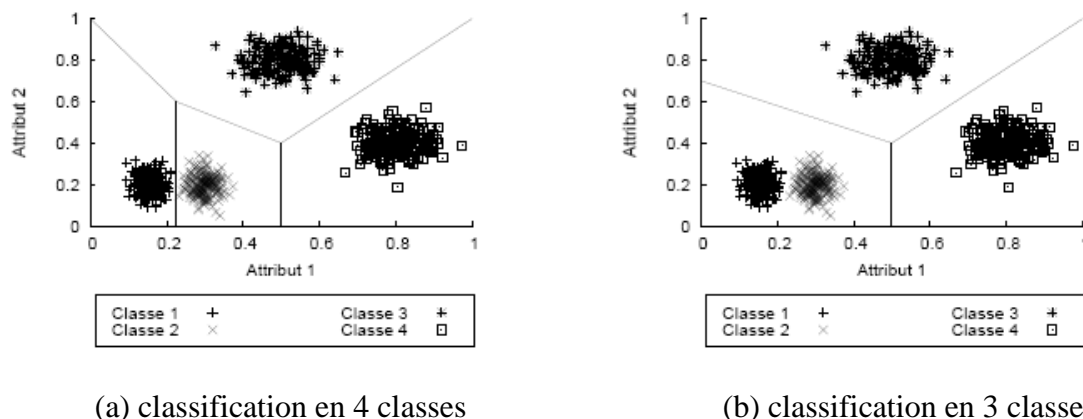 1
0.8
0.6
0.4
0.2
0
Attribut 2
0 0.2 0.4 0.6 0.8 1
Attribut 1
Classe 1 Classe 3
Classe 2 Classe 4
(a) classification en 4 classes
1
0.8
0.6
0.4
0.2
0
Attribut 2
0 0.2 0.4 0.6 0.8 1
Attribut 1
Classe 1 Classe 3
Classe 2 Classe 4
(b) classification en 3 classe